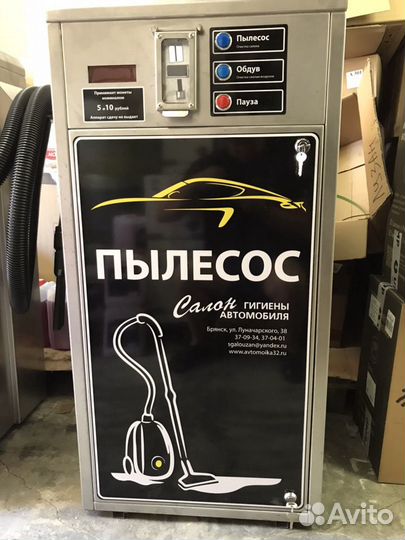 Принимает монеты
номиналом
5 и 10 рублей
Аппарат сдачу не выдает
Пылесос
Очистка салона
Обдув
Очистка сжатым воздухом
Пауза
ПЫЛЕСОС
Салон ГИГИЕНЫ
АВТОМОБИЛЯ
Брянск, ул. Луначарского, 38
37-09-34, 37-04-01
sgalouzan@yandex.ru
www.avtomoika32.ru
Avito